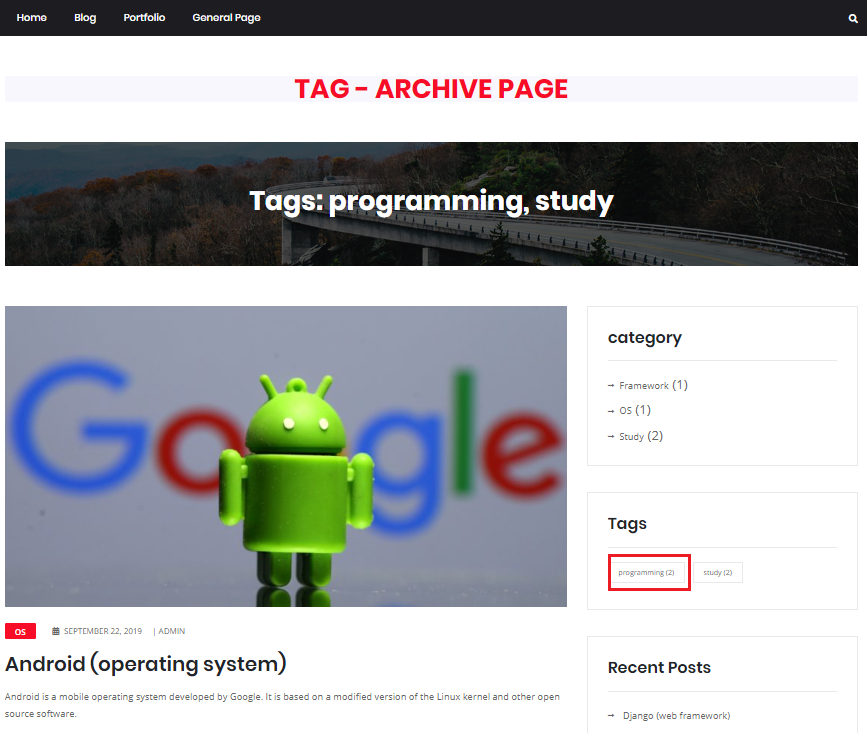 Home Blog Portfolio General Page
TAG - ARCHIVE PAGE
Tags: programming, study
Google
OS SEPTEMBER 22, 2019 | ADMIN
Android (operating system)
Android is a mobile operating system developed by Google. It is based on a modified version of the Linux kernel and other open
source software.
category
→ Framework (1)
→ OS (1)
→ Study (2)
Tags
programming (2) study (2)
Recent Posts
→ Django (web framework)